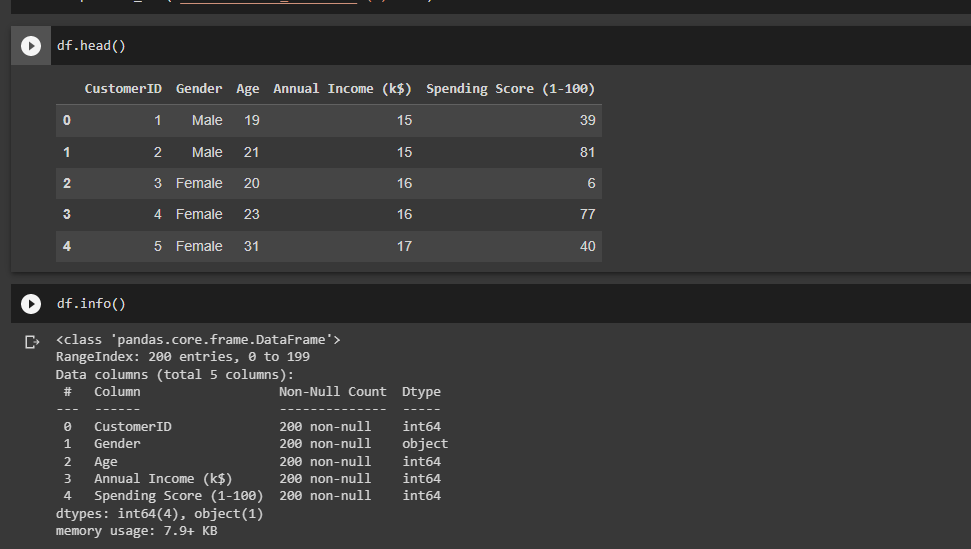 df.head()
CustomerID Gender Age Annual Income (k$) Spending Score (1-100)
0 1 Male 19 15 39
1 2 Male 21 15 81
2 3 Female 20 16 6
3 4 Female 23 16 77
4 5 Female 31 17 40
df.info()
<class 'pandas.core.frame.DataFrame'>
RangeIndex: 200 entries, 0 to 199
Data columns (total 5 columns):
 #   Column                  Non-Null Count  Dtype
---  ------                  --------------  -----
 0   CustomerID              200 non-null    int64
 1   Gender                  200 non-null    object
 2   Age                     200 non-null    int64
 3   Annual Income (k$)      200 non-null    int64
 4   Spending Score (1-100)  200 non-null    int64
dtypes: int64(4), object(1)
memory usage: 7.9+ KB